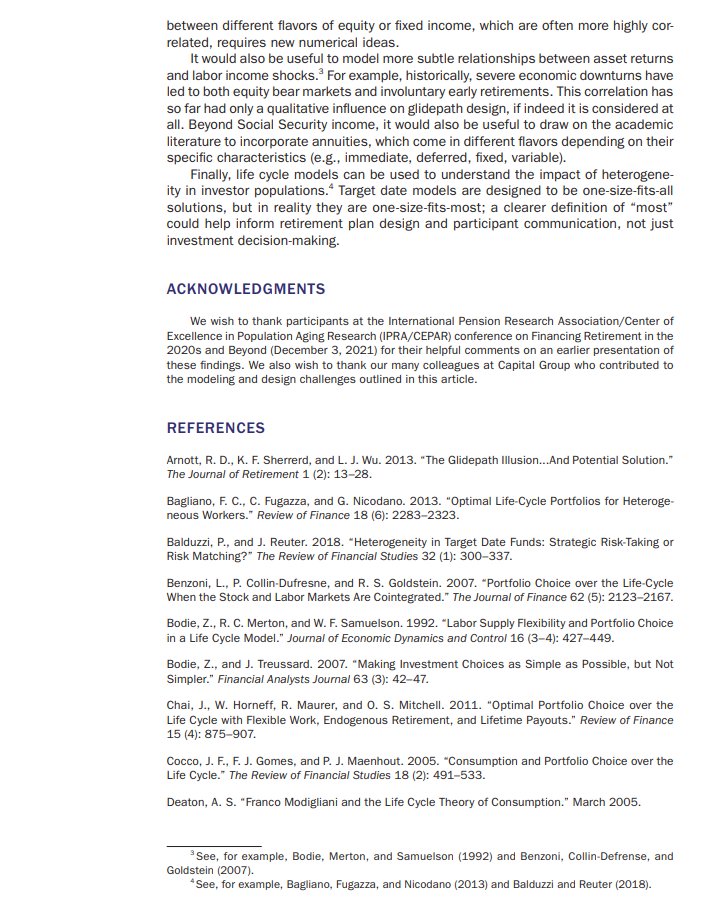 between different flavors of equity or fixed income, which are often more highly cor-
related, requires new numerical ideas.
It would also be useful to model more subtle relationships between asset returns
and labor income shocks.³ For example, historically, severe economic downturns have
led to both equity bear markets and involuntary early retirements. This correlation has
so far had only a qualitative influence on glidepath design, if indeed it is considered at
all. Beyond Social Security income, it would also be useful to draw on the academic
literature to incorporate annuities, which come in different flavors depending on their
specific characteristics (e.g., immediate, deferred, fixed, variable).
Finally, life cycle models can be used to understand the impact of heterogene-
ity in investor populations.⁴ Target date models are designed to be one-size-fits-all
solutions, but in reality they are one-size-fits-most; a clearer definition of “most”
could help inform retirement plan design and participant communication, not just
investment decision-making.
ACKNOWLEDGMENTS
We wish to thank participants at the International Pension Research Association/Center of
Excellence in Population Aging Research (IPRA/CEPAR) conference on Financing Retirement in the
2020s and Beyond (December 3, 2021) for their helpful comments on an earlier presentation of
these findings. We also wish to thank our many colleagues at Capital Group who contributed to
the modeling and design challenges outlined in this article.
REFERENCES
Arnott, R. D., K. F. Sherrerd, and L. J. Wu. 2013. “The Glidepath Illusion...And Potential Solution.”
The Journal of Retirement 1 (2): 13–28.
Bagliano, F. C., C. Fugazza, and G. Nicodano. 2013. “Optimal Life-Cycle Portfolios for Heteroge-
neous Workers.” Review of Finance 18 (6): 2283–2323.
Balduzzi, P., and J. Reuter. 2018. “Heterogeneity in Target Date Funds: Strategic Risk-Taking or
Risk Matching?” The Review of Financial Studies 32 (1): 300–337.
Benzoni, L., P. Collin-Dufresne, and R. S. Goldstein. 2007. “Portfolio Choice over the Life-Cycle
When the Stock and Labor Markets Are Cointegrated.” The Journal of Finance 62 (5): 2123–2167.
Bodie, Z., R. C. Merton, and W. F. Samuelson. 1992. “Labor Supply Flexibility and Portfolio Choice
in a Life Cycle Model.” Journal of Economic Dynamics and Control 16 (3–4): 427–449.
Bodie, Z., and J. Treussard. 2007. “Making Investment Choices as Simple as Possible, but Not
Simpler.” Financial Analysts Journal 63 (3): 42–47.
Chai, J., W. Horneff, R. Maurer, and O. S. Mitchell. 2011. “Optimal Portfolio Choice over the
Life Cycle with Flexible Work, Endogenous Retirement, and Lifetime Payouts.” Review of Finance
15 (4): 875–907.
Cocco, J. F., F. J. Gomes, and P. J. Maenhout. 2005. “Consumption and Portfolio Choice over the
Life Cycle.” The Review of Financial Studies 18 (2): 491–533.
Deaton, A. S. “Franco Modigliani and the Life Cycle Theory of Consumption.” March 2005.
³ See, for example, Bodie, Merton, and Samuelson (1992) and Benzoni, Collin-Defrense, and
Goldstein (2007).
⁴ See, for example, Bagliano, Fugazza, and Nicodano (2013) and Balduzzi and Reuter (2018).